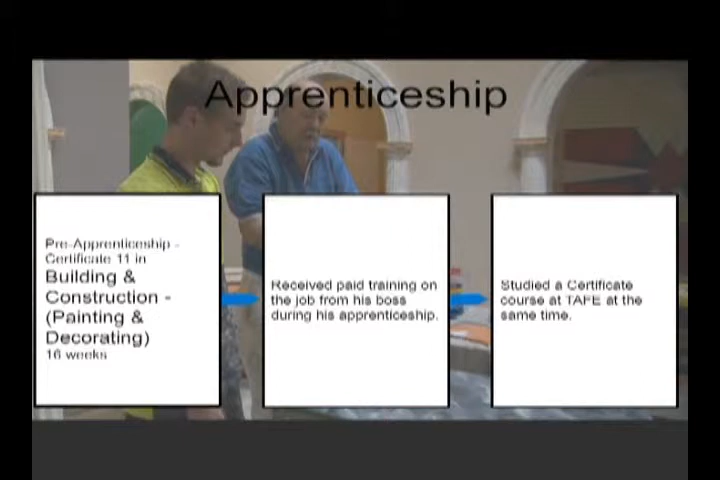 Apprenticeship
Pre-Apprenticeship -
Certificate 11 in
Building &
Construction -
(Painting &
Decorating)
16 weeks
Received paid training on
the job from his boss
during his apprenticeship.
Studied a Certificate
course at TAFE at the
same time.